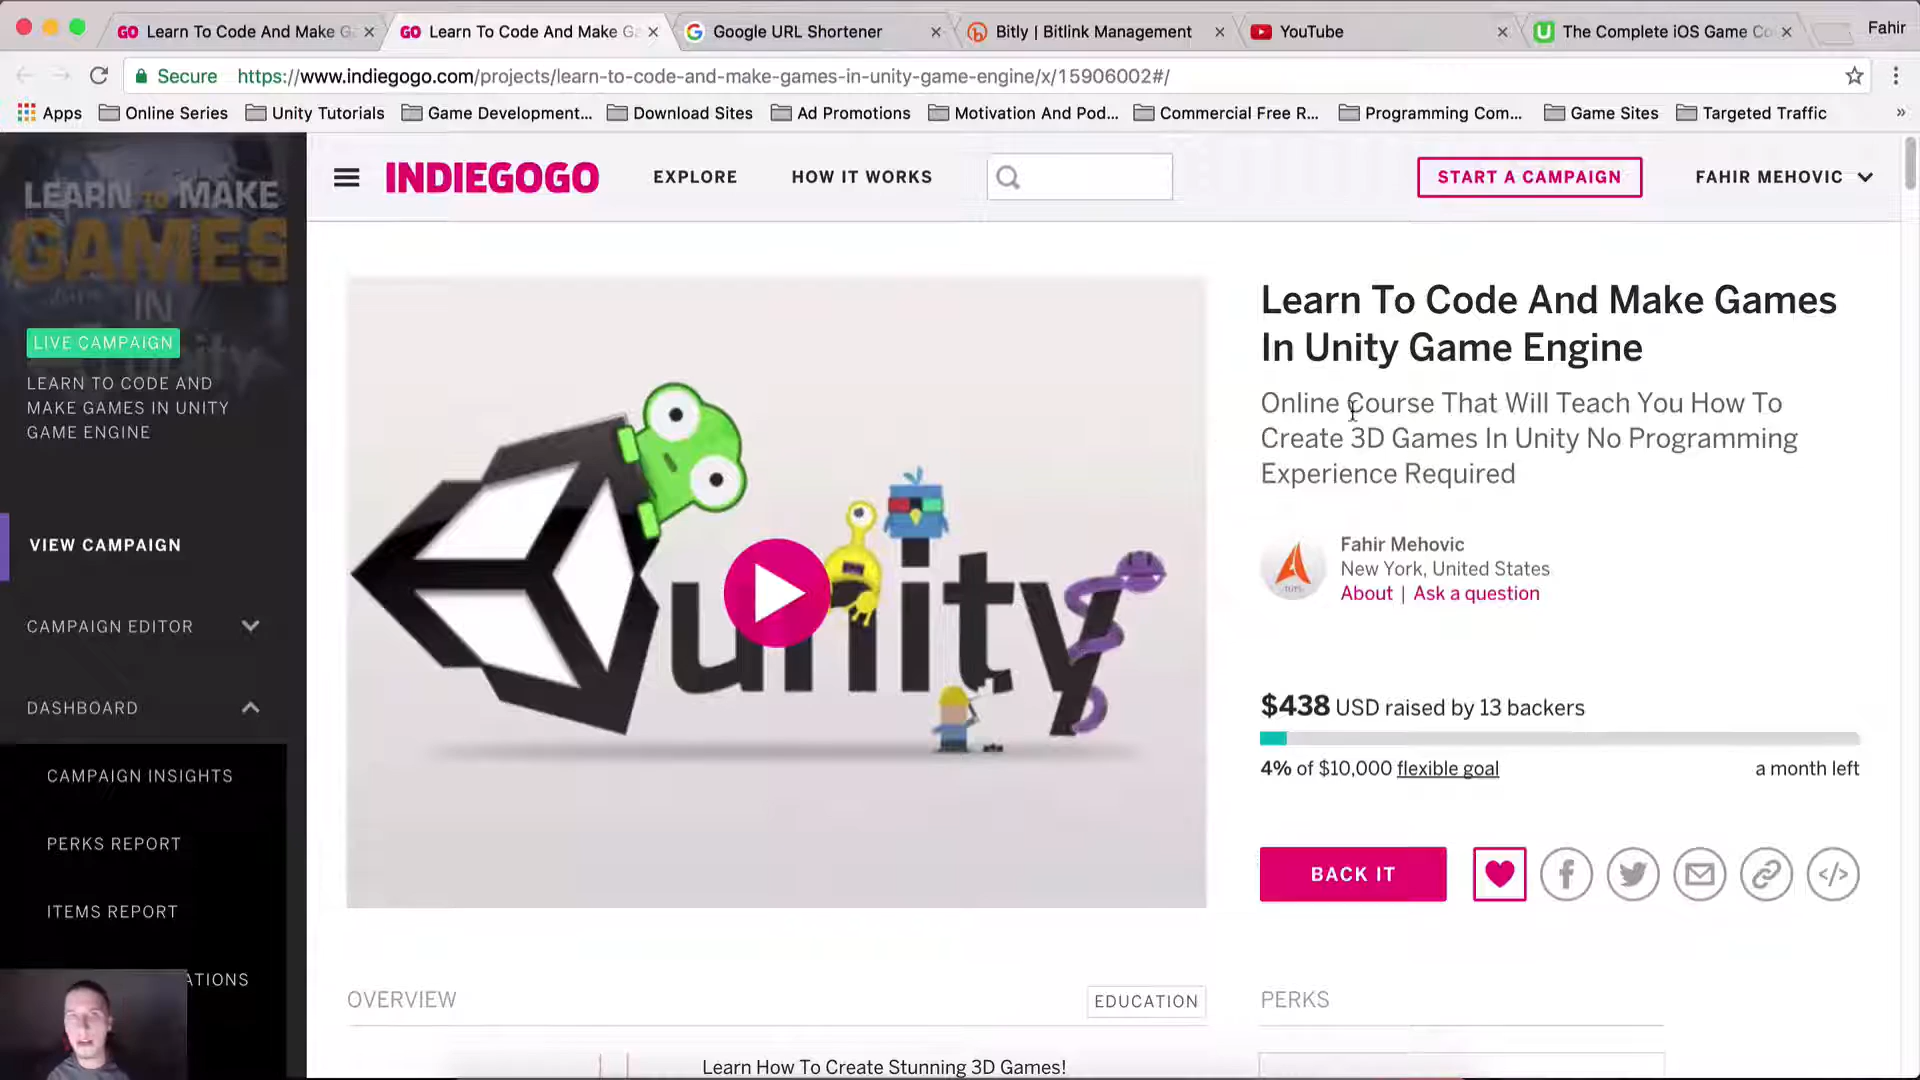 Learn To Code And Make G
Learn To Code And Make Ga
Google URL Shortener
Bitly | Bitlink Management
YouTube
The Complete iOS Game Co
Fahir
Secure https://www.indiegogo.com/projects/learn-to-code-and-make-games-in-unity-game-engine/x/15906002#/
Apps
Online Series
Unity Tutorials
Game Development...
Download Sites
Ad Promotions
Motivation And Pod...
Commercial Free R...
Programming Com...
Game Sites
Targeted Traffic
»
LEARN TO MAKE
GAMES
IN
LIVE CAMPAIGN
LEARN TO CODE AND
MAKE GAMES IN UNITY
GAME ENGINE
VIEW CAMPAIGN
CAMPAIGN EDITOR
DASHBOARD
CAMPAIGN INSIGHTS
PERKS REPORT
ITEMS REPORT
ATIONS
INDIEGOGO
EXPLORE
HOW IT WORKS
START A CAMPAIGN
FAHIR MEHOVIC
unity
Learn To Code And Make Games
In Unity Game Engine
Online Course That Will Teach You How To
Create 3D Games In Unity No Programming
Experience Required
Fahir Mehovic
New York, United States
About | Ask a question
$438 USD raised by 13 backers
4% of $10,000 flexible goal
a month left
BACK IT
OVERVIEW
EDUCATION
PERKS
Learn How To Create Stunning 3D Games!